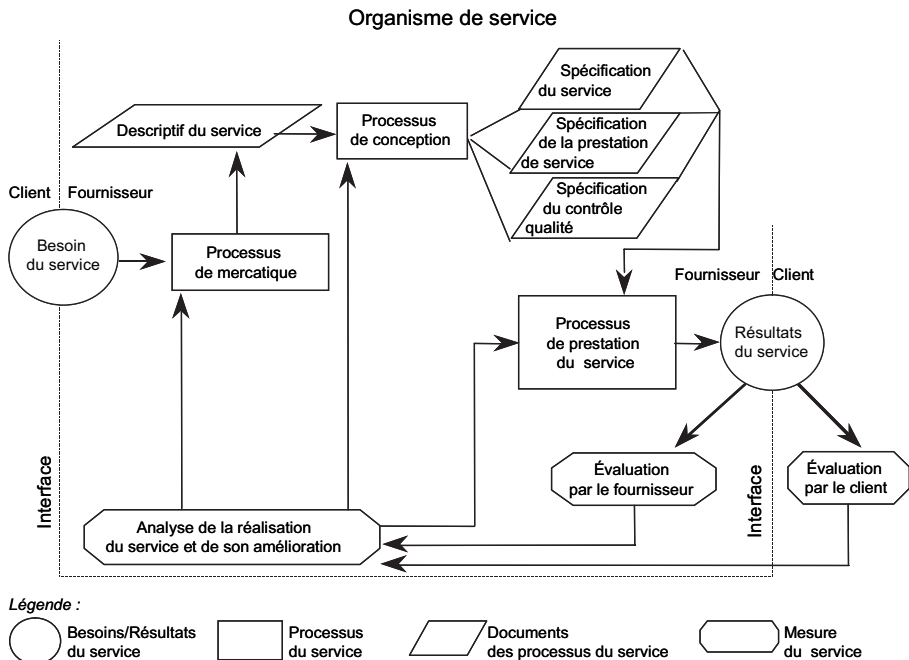 Organisme de service
Spécification
du service
Descriptif du service
Processus
de conception
Spécification
de la prestation
de service
Spécification
du contrôle
qualité
Client
Fournisseur
Besoin
du service
Processus
de mercatique
Fournisseur
Client
Processus
de prestation
du service
Résultats
du service
Interface
Évaluation
par le fournisseur
Interface
Évaluation
par le client
Analyse de la réalisation
du service et de son amélioration
Légende :
Besoins/Résultats
du service
Processus
du service
Documents
des processus du service
Mesure
du service